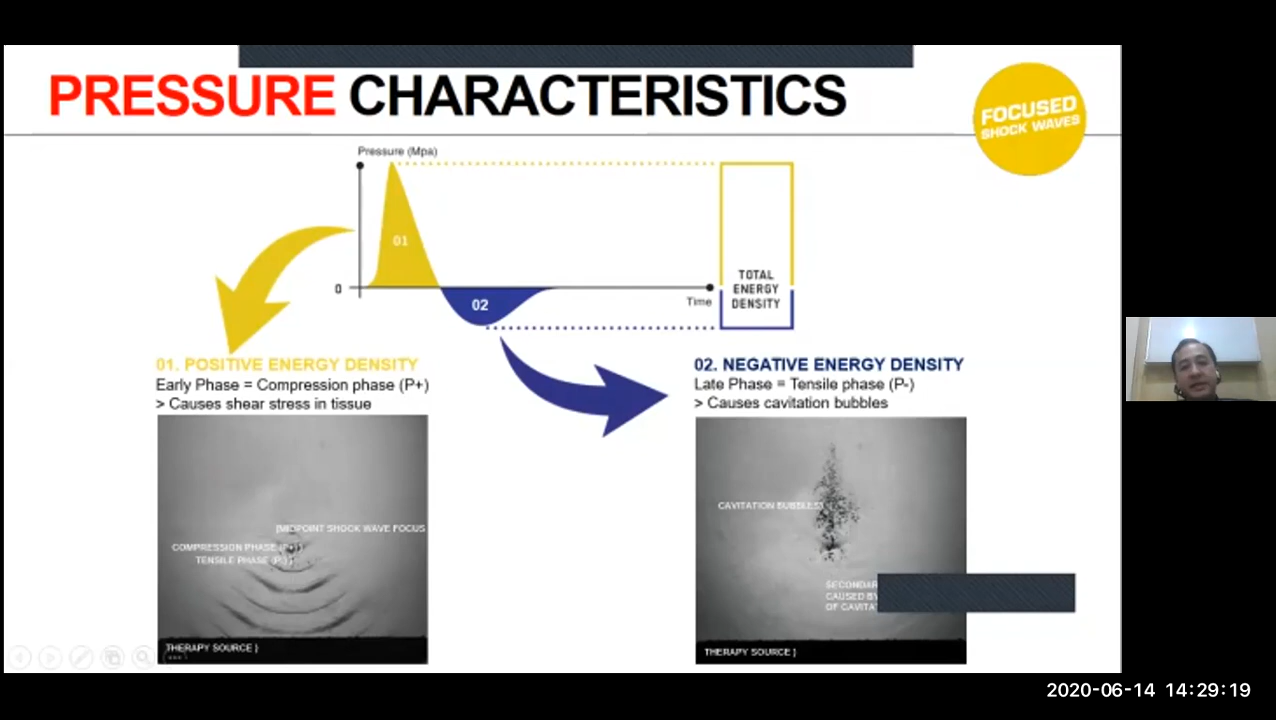 PRESSURE CHARACTERISTICS
FOCUSED
SHOCK WAVES
Pressure (Mpa)
01
0
02
Time
TOTAL
ENERGY
DENSITY
01. POSITIVE ENERGY DENSITY
Early Phase = Compression phase (P+)
> Causes shear stress in tissue
[MIDPOINT SHOCK WAVE FOCUS
COMPRESSION PHASE (P+)
TENSILE PHASE (P-)
THERAPY SOURCE }
02. NEGATIVE ENERGY DENSITY
Late Phase = Tensile phase (P-)
> Causes cavitation bubbles
CAVITATION BUBBLES}
CAUSED BY
THERAPY SOURCE }
2020-06-14 14:29:19